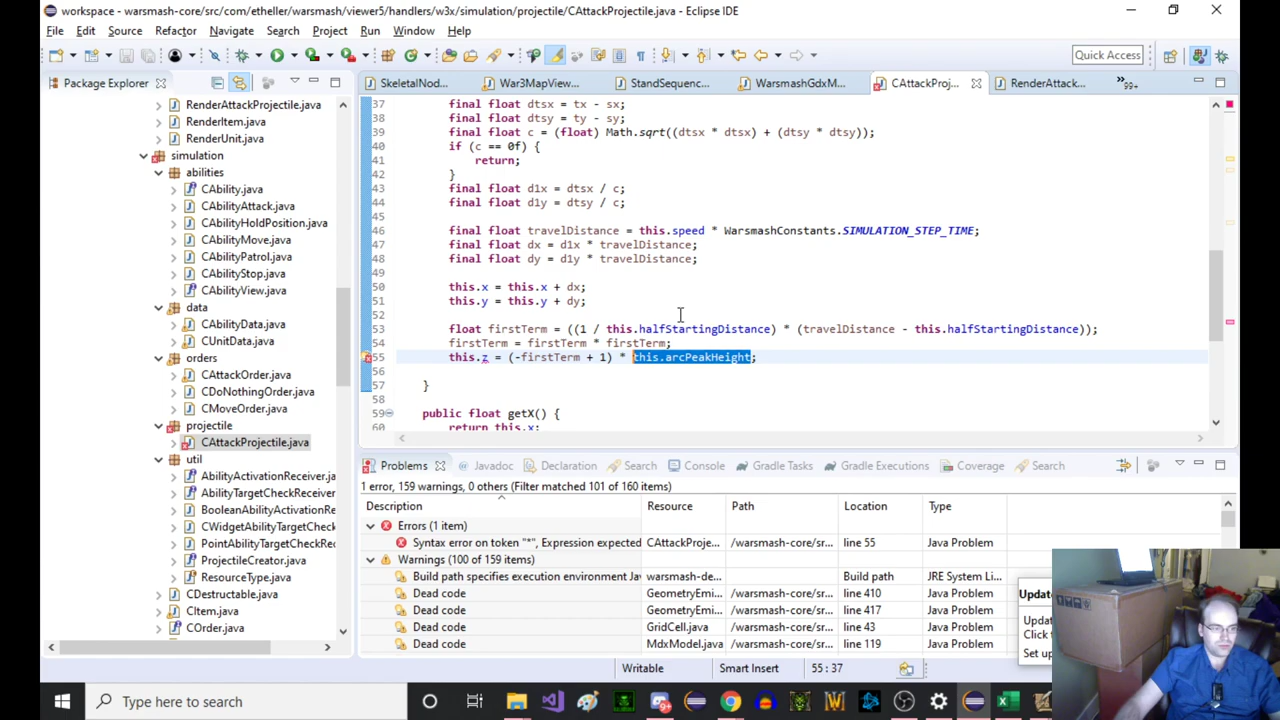 workspace - warsmash-core/src/com/etheller/warsmash/viewer5/handlers/w3x/simulation/projectile/CAttackProjectile.java - Eclipse IDE
File Edit Source Refactor Navigate Search Project Run Window Help
Quick Access
Package Explorer
SkeletalNod... War3MapView... StandSequenc... WarsmashGdxM... CAttackProj... RenderAttack... 99+
RenderAttackProjectile.java
RenderItem.java
RenderUnit.java
simulation
abilities
CAbility.java
CAbilityAttack.java
CAbilityHoldPosition.java
CAbilityMove.java
CAbilityPatrol.java
CAbilityStop.java
CAbilityView.java
data
CAbilityData.java
CUnitData.java
orders
CAttackOrder.java
CDoNothingOrder.java
CMoveOrder.java
projectile
CAttackProjectile.java
util
AbilityActivationReceiver.ja
AbilityTargetCheckReceiver
BooleanAbilityActivationRe
CWidgetAbilityTargetCheck
PointAbilityTargetCheckRec
ProjectileCreator.java
ResourceType.java
CDestructable.java
CItem.java
COrder.java
37 final float dtsx = tx - sx;
38 final float dtsy = ty - sy;
39 final float c = (float) Math.sqrt((dtsx * dtsx) + (dtsy * dtsy));
40 if (c == 0f) {
41 return;
42 }
43 final float d1x = dtsx / c;
44 final float d1y = dtsy / c;
45
46 final float travelDistance = this.speed * WarsmashConstants.SIMULATION_STEP_TIME;
47 final float dx = d1x * travelDistance;
48 final float dy = d1y * travelDistance;
49
50 this.x = this.x + dx;
51 this.y = this.y + dy;
52
53 float firstTerm = ((1 / this.halfStartingDistance) * (travelDistance - this.halfStartingDistance));
54 firstTerm = firstTerm * firstTerm;
55 this.z = (-firstTerm + 1) * this.arcPeakHeight;
56
57 }
58
59 public float getX() {
60 return this.x;
Problems Javadoc Declaration Search Console Gradle Tasks Gradle Executions Coverage Search
1 error, 159 warnings, 0 others (Filter matched 101 of 160 items)
Description Resource Path Location Type
Errors (1 item)
Syntax error on token "*", Expression expected CAttackProje... /warsmash-core/sr... line 55 Java Problem
Warnings (100 of 159 items)
Build path specifies execution environment Jav warsmash-de... Build path JRE System Li...
Dead code GeometryEmi... /warsmash-core/sr... line 410 Java Problem
Dead code GeometryEmi... /warsmash-core/sr... line 417 Java Problem
Dead code GridCell.java /warsmash-core/sr... line 43 Java Problem
Dead code MdxModel.java /warsmash-core/sr... line 119 Java Problem
Update
Click
Set up
Writable Smart Insert 55 : 37
Type here to search